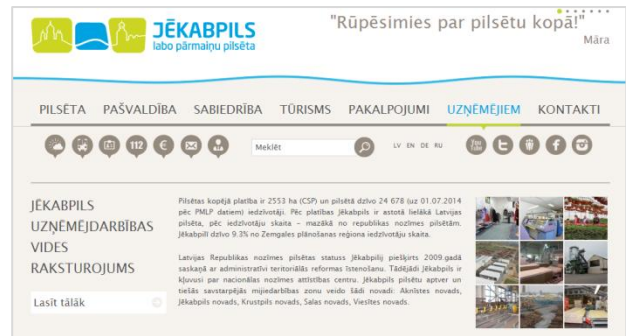 JĒKABPILS
labo pārmaiņu pilsēta
"Rūpēsimies par pilsētu kopā!"
Māra
PILSĒTA PAŠVALDĪBA SABIEDRĪBA TŪRISMS PAKALPOJUMI UZŅĒMĒJIEM KONTAKTI
112 € Meklēt LV EN DE RU You Tube
JĒKABPILS
UZŅĒMĒJDARBĪBAS
VIDES
RAKSTUROJUMS
Lasīt tālāk
Pilsētas kopējā platība ir 2553 ha (CSP) un pilsētā dzīvo 24 678 (uz 01.07.2014
pēc PMLP datiem) iedzīvotāji. Pēc platības Jēkabpils ir astotā lielākā Latvijas
pilsēta, pēc iedzīvotāju skaita – mazākā no republikas nozīmes pilsētām.
Jēkabpilī dzīvo 9.3% no Zemgales plānošanas reģiona iedzīvotāju skaita.
Latvijas Republikas nozīmes pilsētas statuss Jēkabpilij piešķirts 2009.gadā
saskaņā ar administratīvi teritoriālās reformas īstenošanu. Tādējādi Jēkabpils ir
kļuvusi par nacionālas nozīmes attīstības centru. Jēkabpils pilsētu aptver un
tiešās savstarpējās mijiedarbības zonu veido šādi novadi: Aknīstes novads,
Jēkabpils novads, Krustpils novads, Salas novads, Viesītes novads.